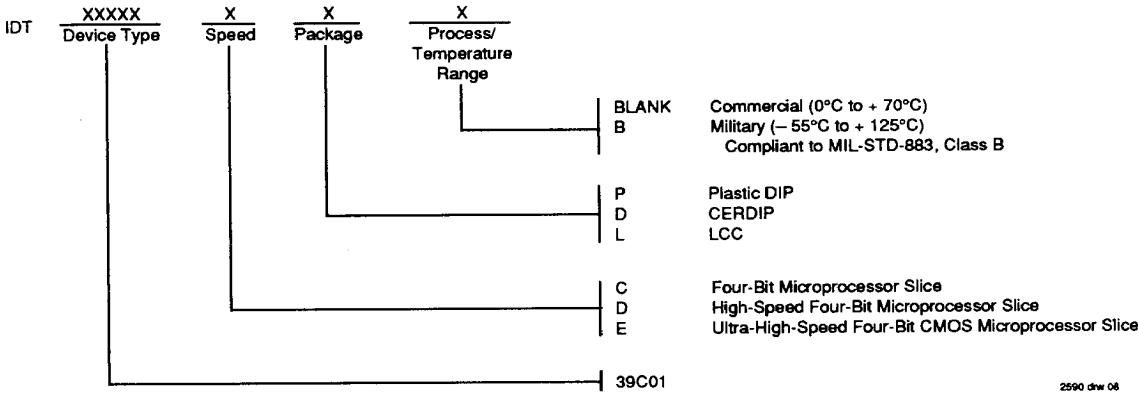 IDT XXXXX X X X
Device Type Speed Package Process/
Temperature
Range
BLANK Commercial (0°C to + 70°C)
B Military (– 55°C to + 125°C)
Compliant to MIL-STD-883, Class B
P Plastic DIP
D CERDIP
L LCC
C Four-Bit Microprocessor Slice
D High-Speed Four-Bit Microprocessor Slice
E Ultra-High-Speed Four-Bit CMOS Microprocessor Slice
39C01
2590 drw 08